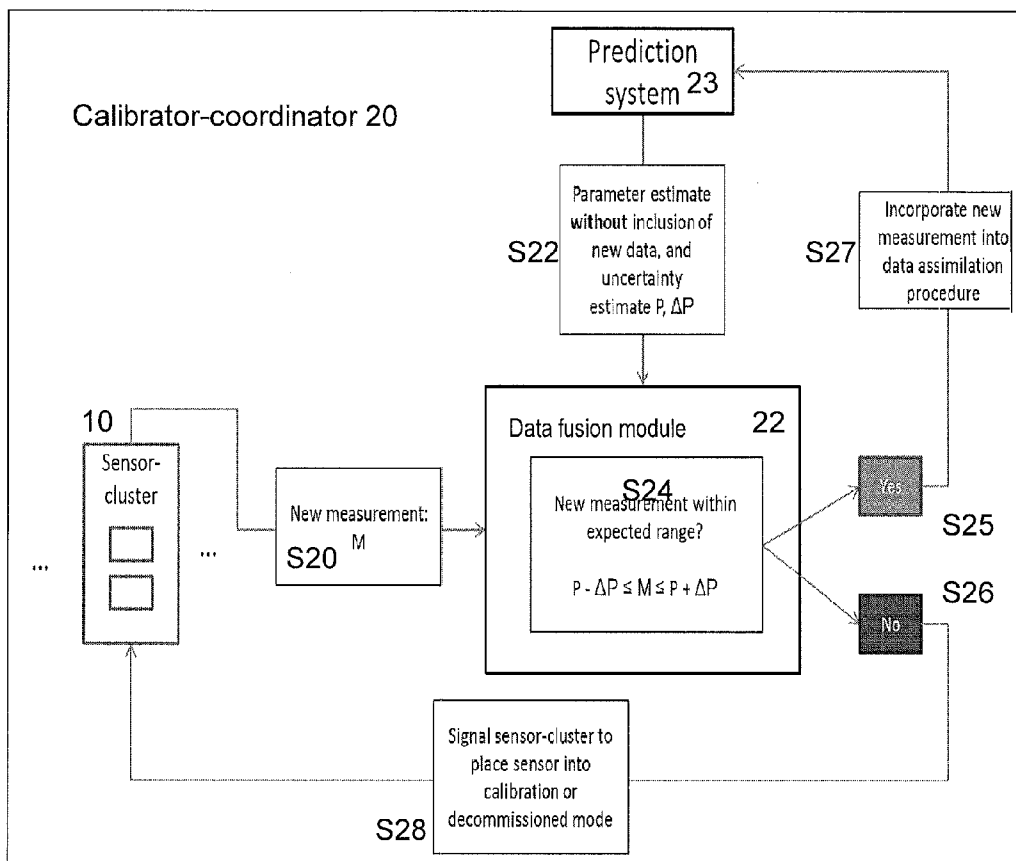 Calibrator-coordinator 20
Prediction
system 23
Parameter estimate
without inclusion of
new data, and
uncertainty
estimate P, ΔP
S22
Incorporate new
measurement into
data assimilation
procedure
S27
10
Sensor-
cluster
...
...
New measurement:
M
S20
Data fusion module 22
S24
New measurement within
expected range?
P - ΔP ≤ M ≤ P + ΔP
Yes
S25
S26
No
Signal sensor-cluster to
place sensor into
calibration or
decommissioned mode
S28